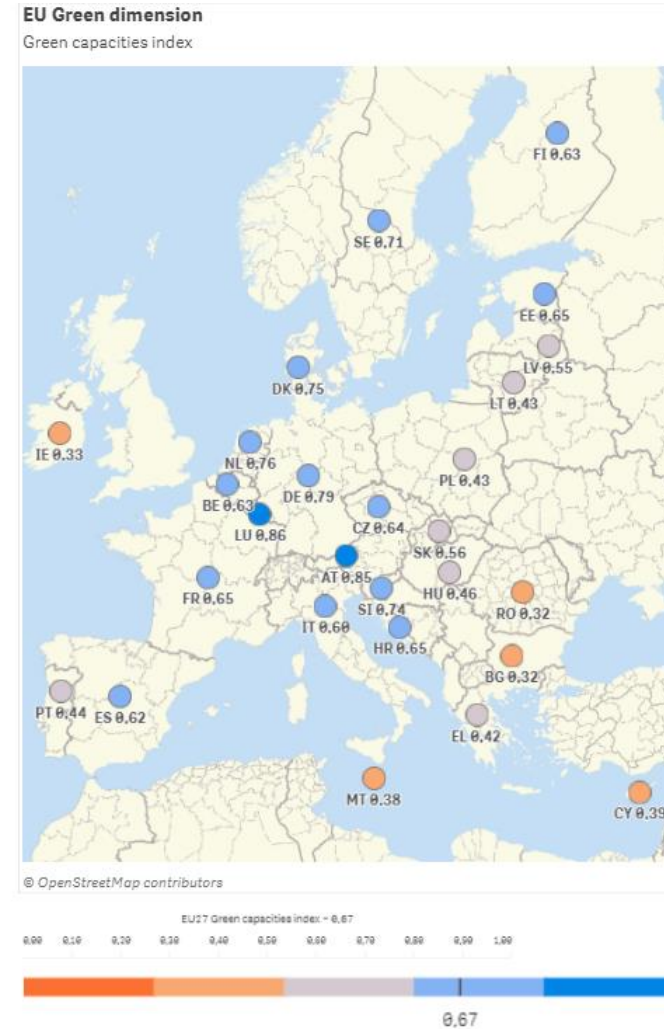 EU Green dimension
Green capacities index
FI 0,63
SE 0,71
EE 0,65
LV 0,55
DK 0,75
LT 0,43
IE 0,33
NL 0,76
PL 0,43
BE 0,63
DE 0,79
CZ 0,64
LU 0,86
SK 0,56
AT 0,85
HU 0,46
FR 0,65
SI 0,74
IT 0,60
RO 0,32
HR 0,65
BG 0,32
PT 0,44
ES 0,62
EL 0,42
MT 0,38
CY 0,39
© OpenStreetMap contributors
EU27 Green capacities index - 0,67
0,00 0,10 0,20 0,30 0,40 0,50 0,60 0,70 0,80 0,90 1,00
0,67